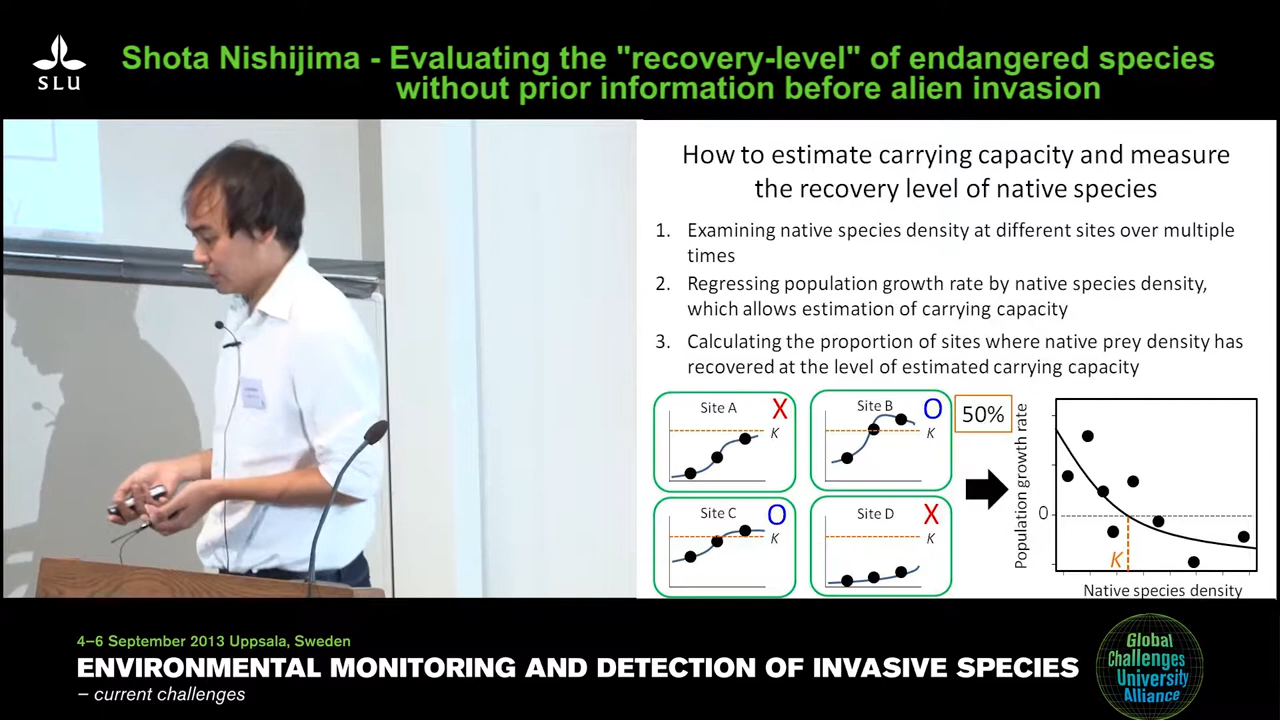 SLU
Shota Nishijima - Evaluating the "recovery-level" of endangered species
without prior information before alien invasion
How to estimate carrying capacity and measure
the recovery level of native species
1. Examining native species density at different sites over multiple
times
2. Regressing population growth rate by native species density,
which allows estimation of carrying capacity
3. Calculating the proportion of sites where native prey density has
recovered at the level of estimated carrying capacity
Site A X
K
Site B O
K
50%
Site C O
K
Site D X
K
Population growth rate
0
K
Native species density
4–6 September 2013 Uppsala, Sweden
ENVIRONMENTAL MONITORING AND DETECTION OF INVASIVE SPECIES
– current challenges
Global
Challenges
University
Alliance